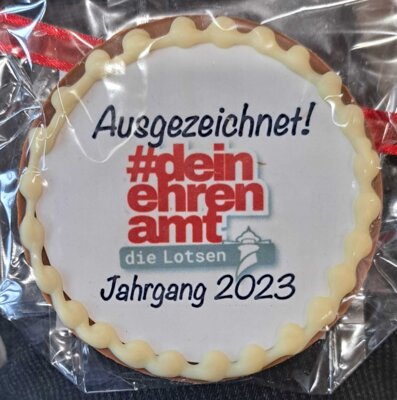 Ausgezeichnet!
#dein
ehren
amt
die Lotsen
Jahrgang 2023